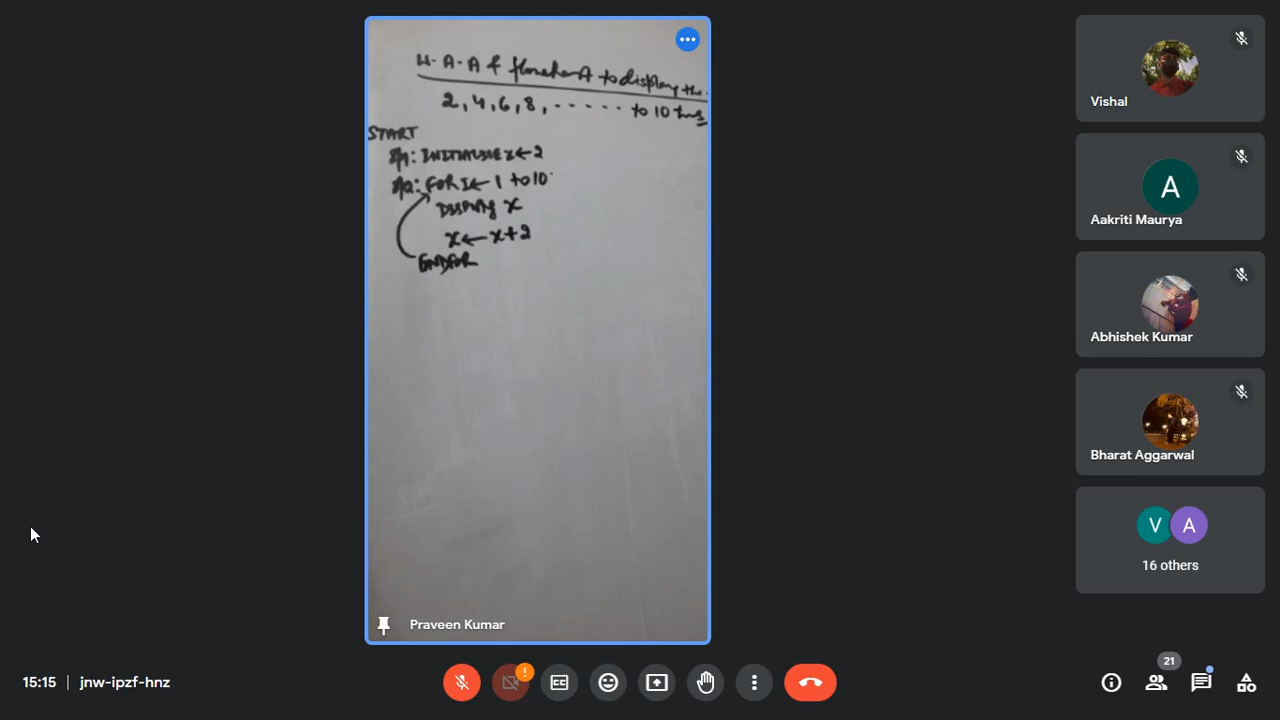 W.A.A & flowchart to display the
2, 4, 6, 8, - - - - - - to 10 terms
START
INITIALISE x ← 2
FOR I ← 1 to 10
DISPLAY x
x ← x+2
ENDFOR
Praveen Kumar
Vishal
A
Aakriti Maurya
Abhishek Kumar
Bharat Aggarwal
V A
16 others
15:15 | jnw-ipzf-hnz
21